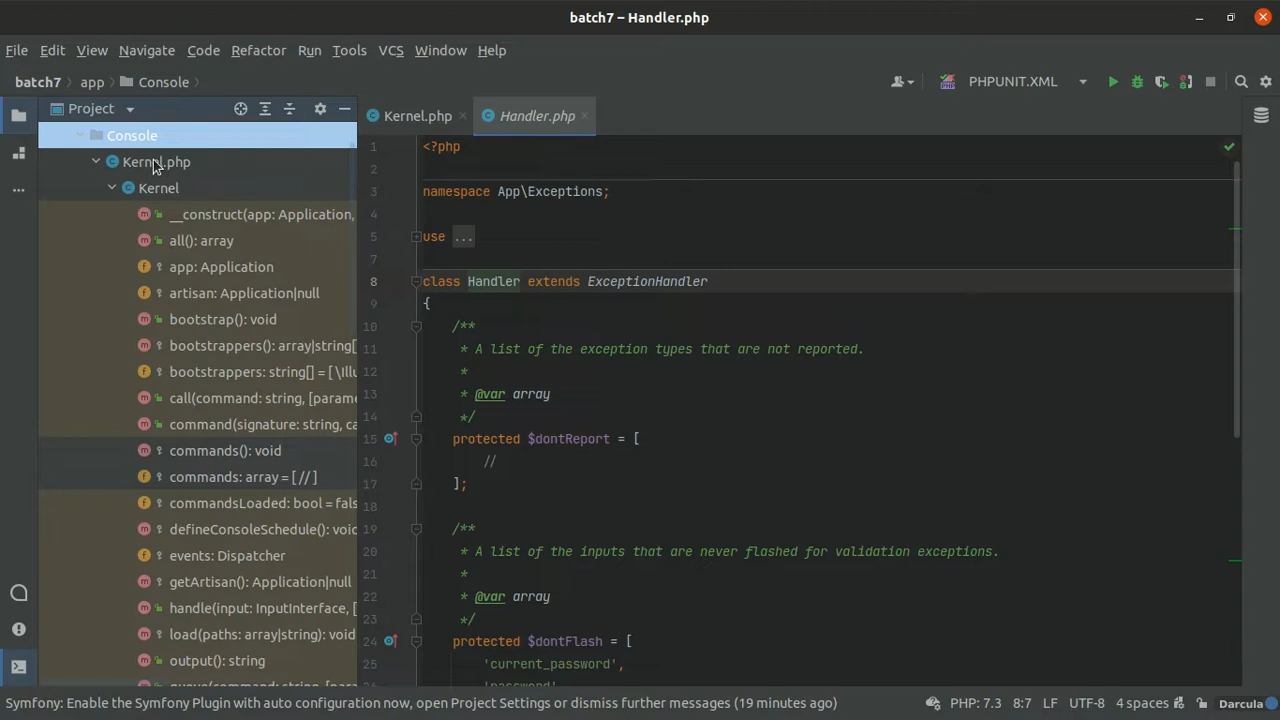 batch7 – Handler.php
File Edit View Navigate Code Refactor Run Tools VCS Window Help
batch7 app Console PHPUNIT.XML
Project Kernel.php Handler.php
Console
Kernel.php
Kernel
__construct(app: Application,
all(): array
app: Application
artisan: Application|null
bootstrap(): void
bootstrappers(): array|string[
bootstrappers: string[] = [\Illu
call(command: string, [parame
command(signature: string, ca
commands(): void
commands: array = [ // ]
commandsLoaded: bool = fals
defineConsoleSchedule(): voic
events: Dispatcher
getArtisan(): Application|null
handle(input: InputInterface, [
load(paths: array|string): void
output(): string
1 <?php
2
3 namespace App\Exceptions;
4
5 use ...
7
8 class Handler extends ExceptionHandler
9 {
10 /**
11 * A list of the exception types that are not reported.
12 *
13 * @var array
14 */
15 protected $dontReport = [
16 //
17 ];
18
19 /**
20 * A list of the inputs that are never flashed for validation exceptions.
21 *
22 * @var array
23 */
24 protected $dontFlash = [
25 'current_password',
Symfony: Enable the Symfony Plugin with auto configuration now, open Project Settings or dismiss further messages (19 minutes ago) PHP: 7.3 8:7 LF UTF-8 4 spaces Darcula